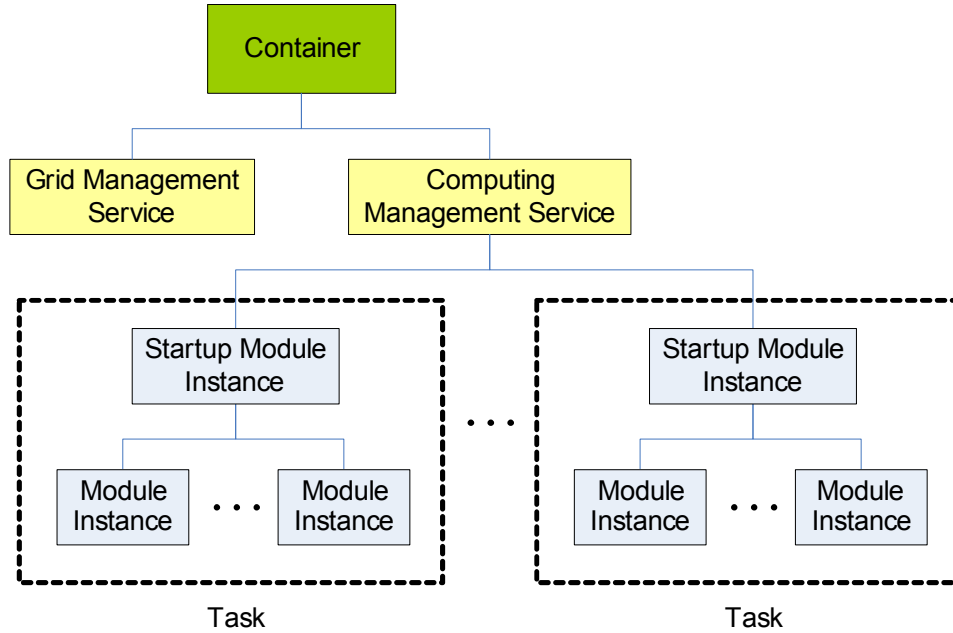 Container
Grid Management
Service
Computing
Management Service
Startup Module
Instance
Startup Module
Instance
. . .
Module
Instance
. . .
Module
Instance
Module
Instance
. . .
Module
Instance
Task
Task